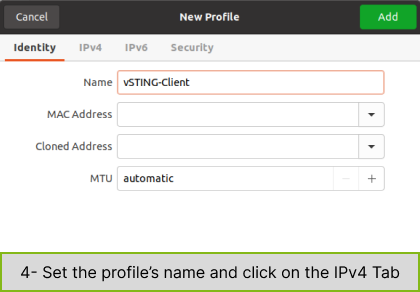 Cancel New Profile Add
Identity IPv4 IPv6 Security
Name vSTING-Client
MAC Address
Cloned Address
MTU automatic − +
4- Set the profile’s name and click on the IPv4 Tab